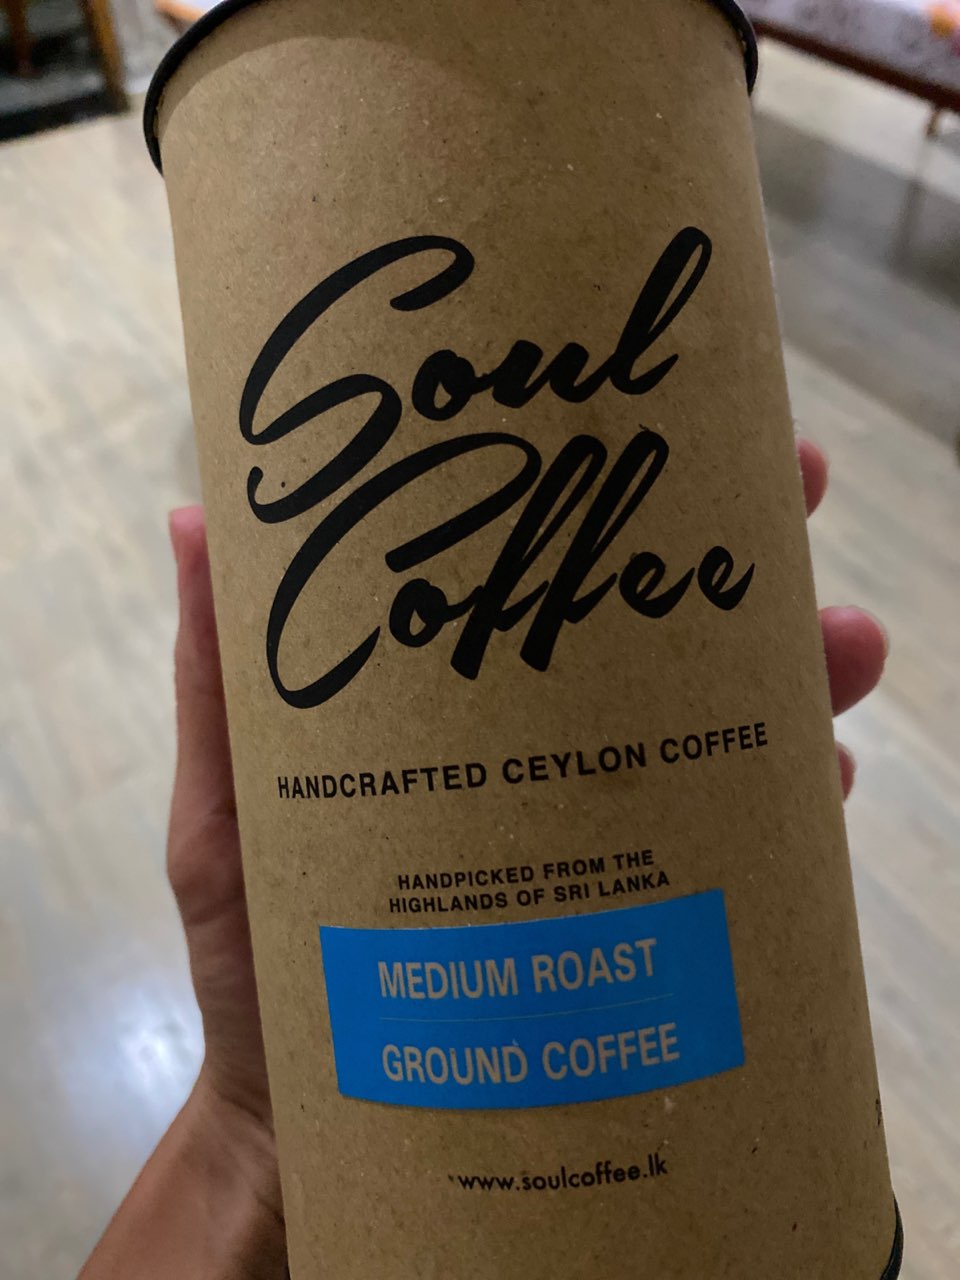 Soul
Coffee
HANDCRAFTED CEYLON COFFEE
HANDPICKED FROM THE
HIGHLANDS OF SRI LANKA
MEDIUM ROAST
GROUND COFFEE
www.soulcoffee.lk